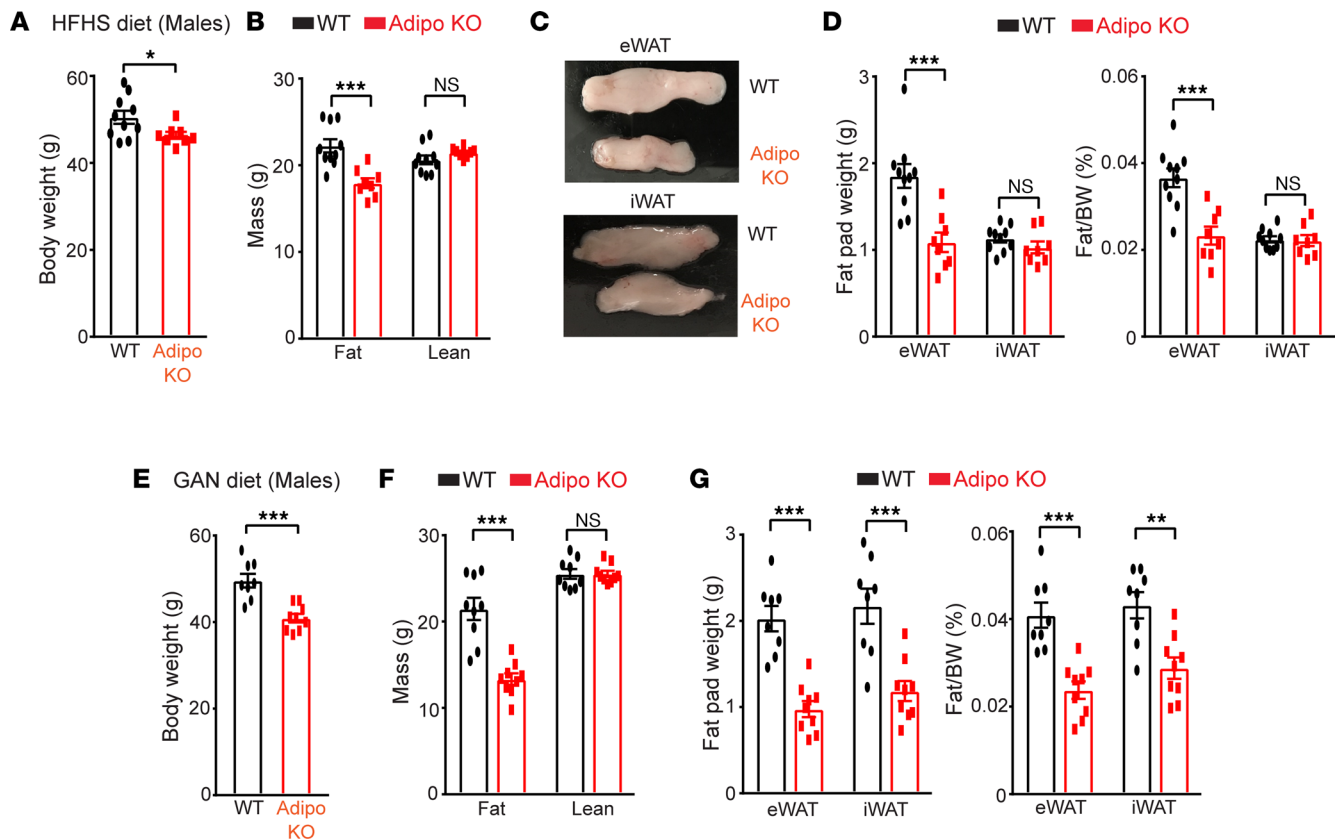 A HFHS diet (Males)
*
Body weight (g)
60
40
20
0
WT
Adipo
KO
B WT Adipo KO
***
NS
Mass (g)
30
20
10
0
Fat Lean
C
eWAT
WT
Adipo
KO
iWAT
WT
Adipo
KO
D WT Adipo KO
***
NS
Fat pad weight (g)
3
2
1
0
eWAT iWAT
***
NS
Fat/BW (%)
0.06
0.04
0.02
0
eWAT iWAT
E GAN diet (Males)
***
Body weight (g)
60
40
20
0
WT
Adipo
KO
F WT Adipo KO
***
NS
Mass (g)
30
20
10
0
Fat Lean
G WT Adipo KO
***
***
Fat pad weight (g)
3
2
1
0
eWAT iWAT
***
**
Fat/BW (%)
0.06
0.04
0.02
0
eWAT iWAT